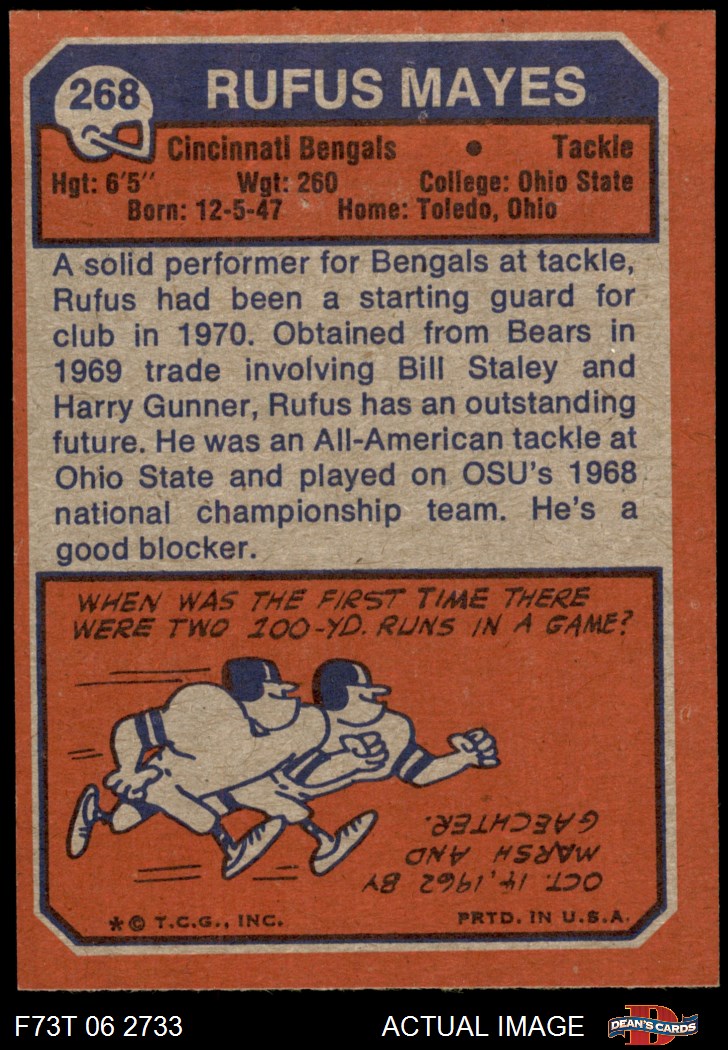 268
RUFUS MAYES
Cincinnati Bengals • Tackle
Hgt: 6'5" Wgt: 260 College: Ohio State
Born: 12-5-47 Home: Toledo, Ohio
A solid performer for Bengals at tackle,
Rufus had been a starting guard for
club in 1970. Obtained from Bears in
1969 trade involving Bill Staley and
Harry Gunner, Rufus has an outstanding
future. He was an All-American tackle at
Ohio State and played on OSU's 1968
national championship team. He's a
good blocker.
WHEN WAS THE FIRST TIME THERE
WERE TWO 100-YD. RUNS IN A GAME?
OCT. 14, 1962 BY
MARSH AND
GAECHTER.
*© T.C.G., INC. PRTD. IN U.S.A.
F73T 06 2733 ACTUAL IMAGE
D
DEAN'S CARDS